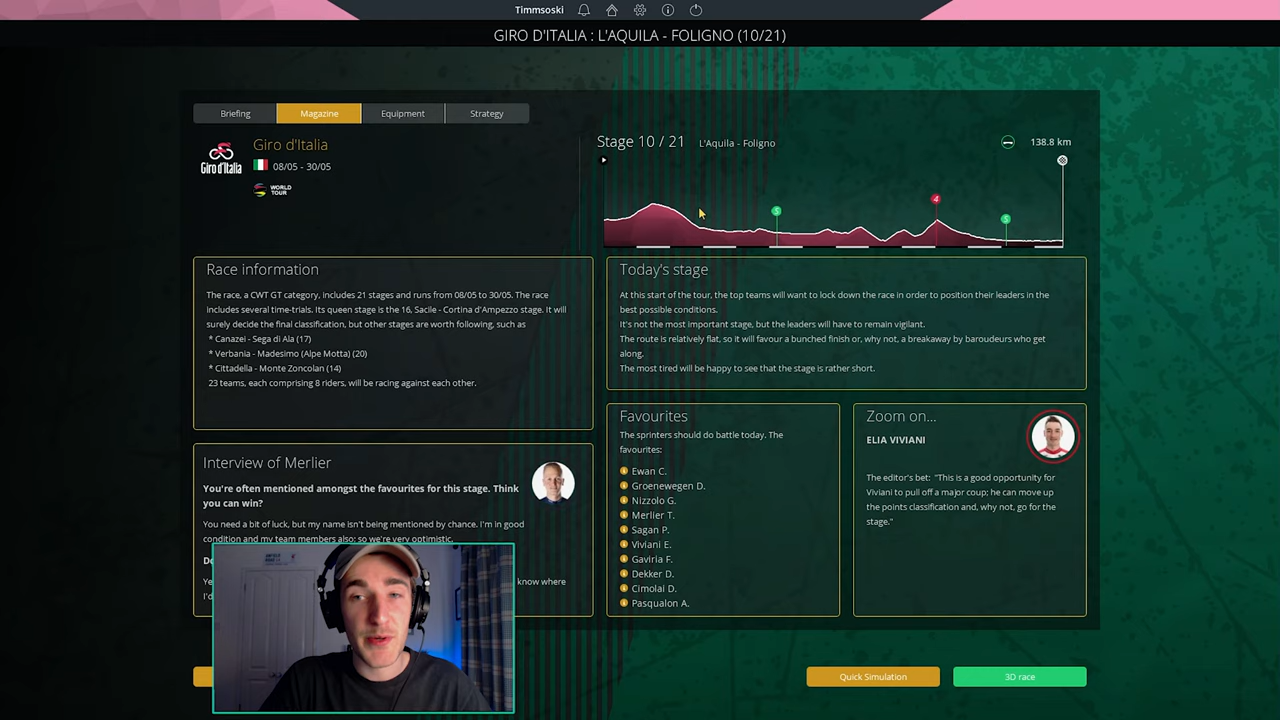 Timmsoski
GIRO D'ITALIA : L'AQUILA - FOLIGNO (10/21)
Briefing
Magazine
Equipment
Strategy
Giro d'Italia
Giro d'Italia
08/05 - 30/05
WORLD
TOUR
Stage 10 / 21
L'Aquila - Foligno
138.8 km
S
4
S
Race information
The race, a CWT GT category, includes 21 stages and runs from 08/05 to 30/05. The race
includes several time-trials. Its queen stage is the 16, Sacile - Cortina d'Ampezzo stage. It will
surely decide the final classification, but other stages are worth following, such as
* Canazei - Sega di Ala (17)
* Verbania - Madesimo (Alpe Motta) (20)
* Cittadella - Monte Zoncolan (14)
23 teams, each comprising 8 riders, will be racing against each other.
Today's stage
At this start of the tour, the top teams will want to lock down the race in order to position their leaders in the
best possible conditions.
It's not the most important stage, but the leaders will have to remain vigilant.
The route is relatively flat, so it will favour a bunched finish or, why not, a breakaway by baroudeurs who get
along.
The most tired will be happy to see that the stage is rather short.
Interview of Merlier
You're often mentioned amongst the favourites for this stage. Think
you can win?
You need a bit of luck, but my name isn't being mentioned by chance. I'm in good
condition and my team members also; so we're very optimistic.
know where
Favourites
The sprinters should do battle today. The
favourites:
Ewan C.
Groenewegen D.
Nizzolo G.
Merlier T.
Sagan P.
Viviani E.
Gaviria F.
Dekker D.
Cimolai D.
Pasqualon A.
Zoom on...
ELIA VIVIANI
The editor's bet: "This is a good opportunity for
Viviani to pull off a major coup; he can move up
the points classification and, why not, go for the
stage."
Quick Simulation
3D race